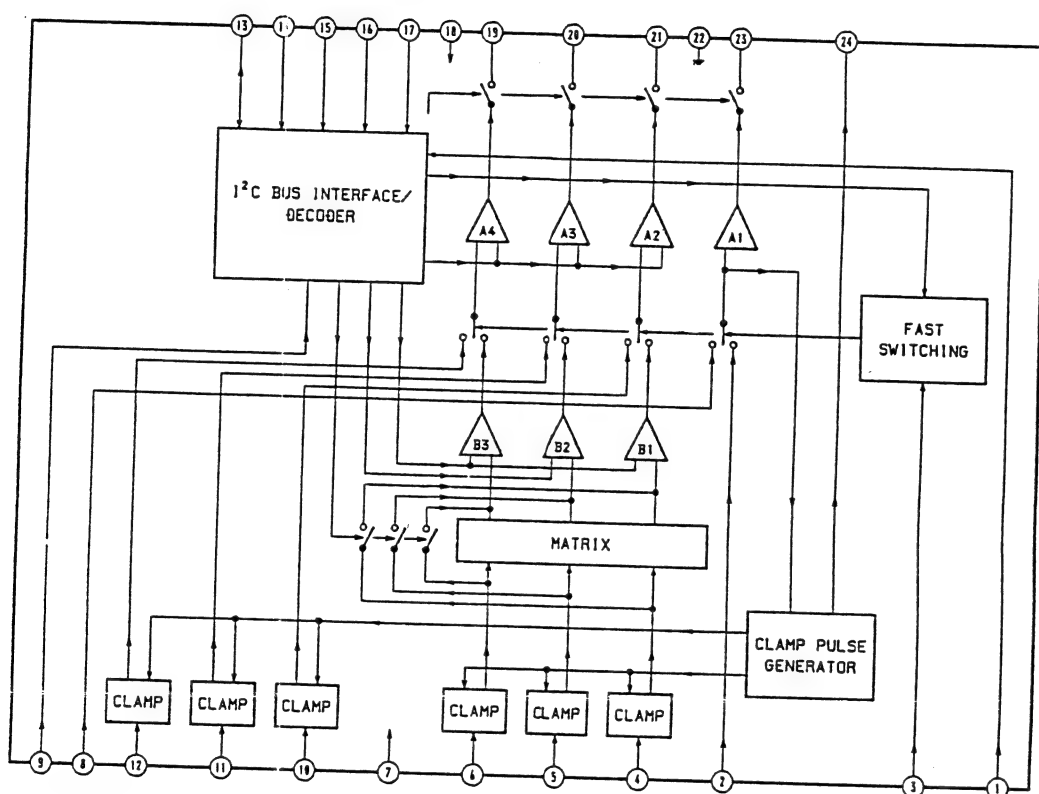 13 1 15 16 17 18 19 20 21 22 23 24
I²C BUS INTERFACE/
DECODER
A4 A3 A2 A1
FAST
SWITCHING
B3 B2 B1
MATRIX
CLAMP PULSE
GENERATOR
CLAMP CLAMP CLAMP CLAMP CLAMP CLAMP
9 8 12 11 10 7 6 5 4 2 3 1